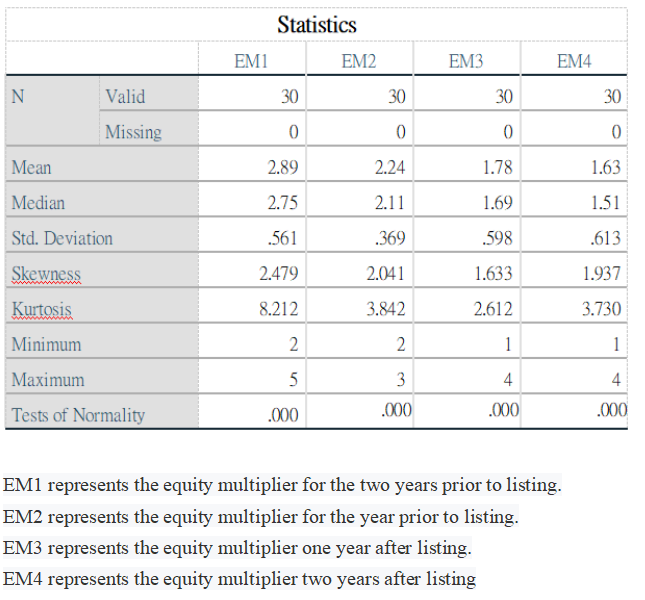 Statistics
EM1 EM2 EM3 EM4
N Valid 30 30 30 30
Missing 0 0 0 0
Mean 2.89 2.24 1.78 1.63
Median 2.75 2.11 1.69 1.51
Std. Deviation .561 .369 .598 .613
Skewness 2.479 2.041 1.633 1.937
Kurtosis 8.212 3.842 2.612 3.730
Minimum 2 2 1 1
Maximum 5 3 4 4
Tests of Normality .000 .000 .000 .000
EM1 represents the equity multiplier for the two years prior to listing.
EM2 represents the equity multiplier for the year prior to listing.
EM3 represents the equity multiplier one year after listing.
EM4 represents the equity multiplier two years after listing